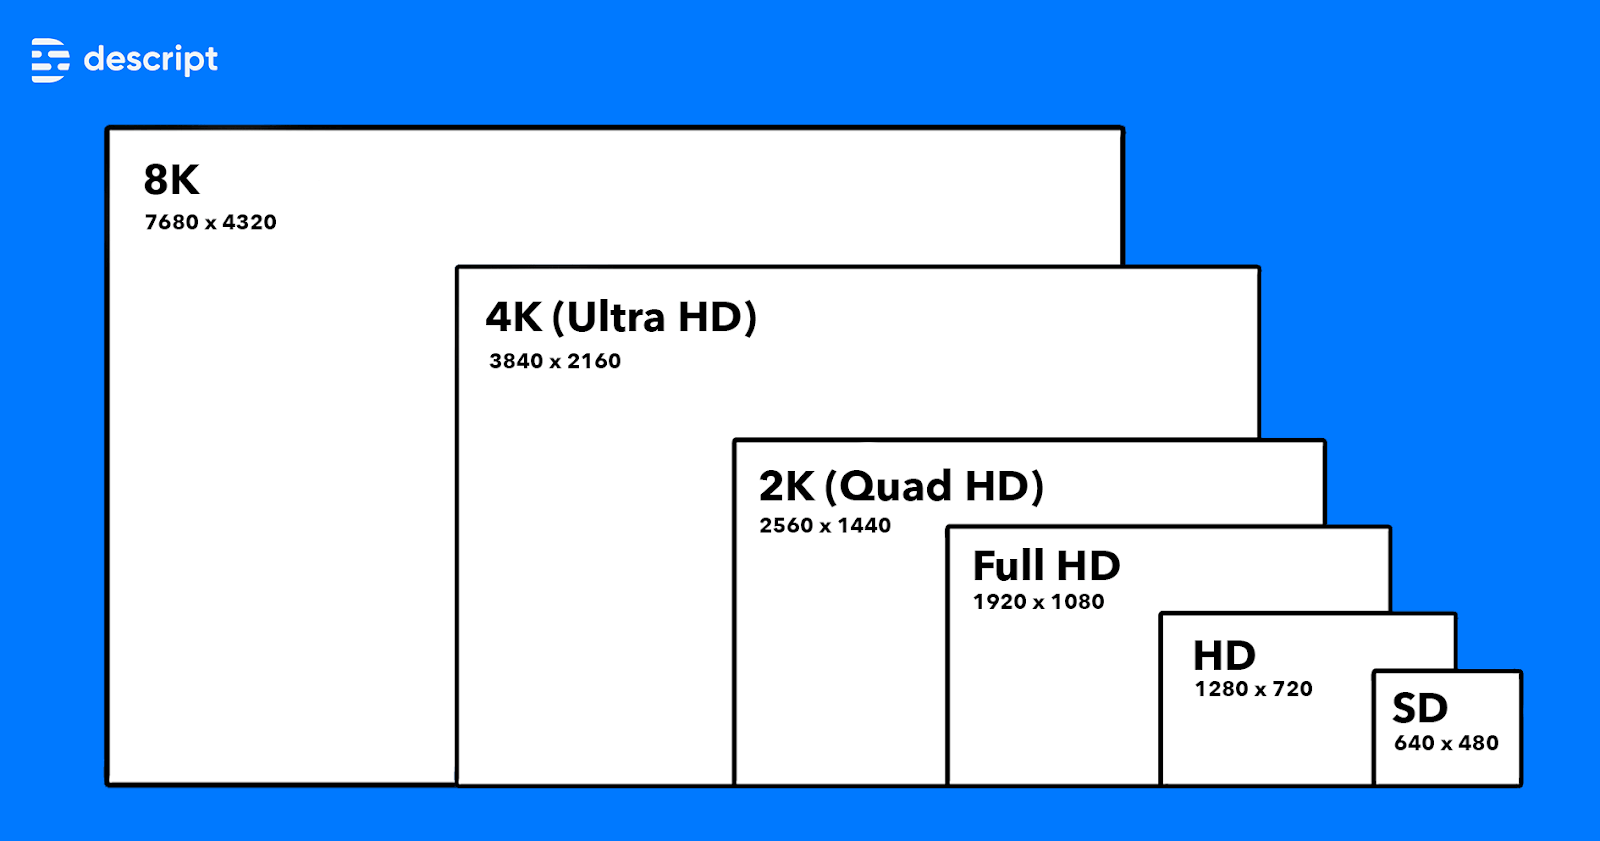 descript
8K
7680 x 4320
4K (Ultra HD)
3840 x 2160
2K (Quad HD)
2560 x 1440
Full HD
1920 x 1080
HD
1280 x 720
SD
640 x 480